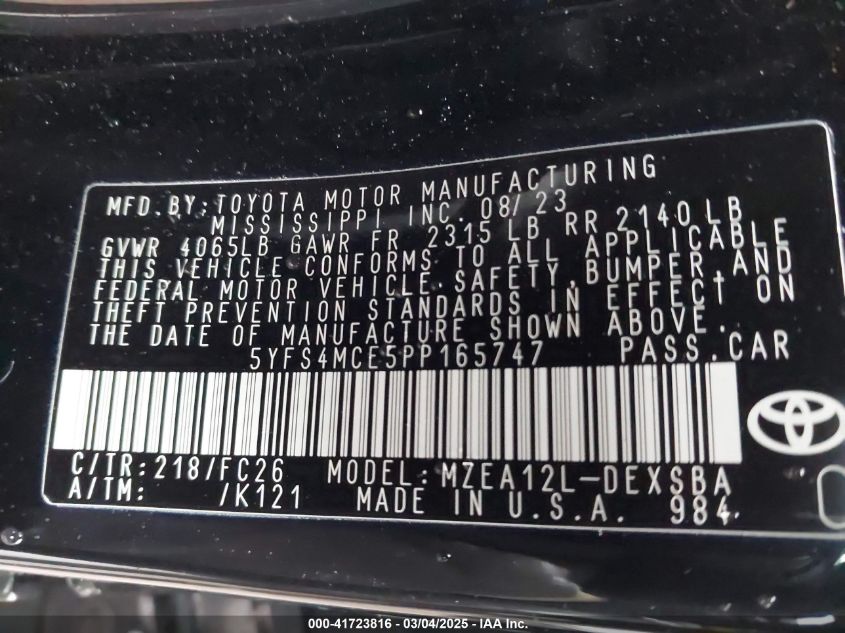 MFD.BY: TOYOTA MOTOR MANUFACTURING
MISSISSIPPI, INC. 08/23
GVWR 4065LB GAWR FR 2315 LB RR 2140 LB
THIS VEHICLE CONFORMS TO ALL APPLICABLE
FEDERAL MOTOR VEHICLE SAFETY, BUMPER, AND
THEFT PREVENTION STANDARDS IN EFFECT ON
THE DATE OF MANUFACTURE SHOWN ABOVE.
5YFS4MCE5PP165747 PASS.CAR
C/TR:218/FC26 MODEL:MZEA12L-DEXSBA
A/TM: /K121 MADE IN U.S.A. 984
000-41723816 | 03/04/2025 | IAA Inc.